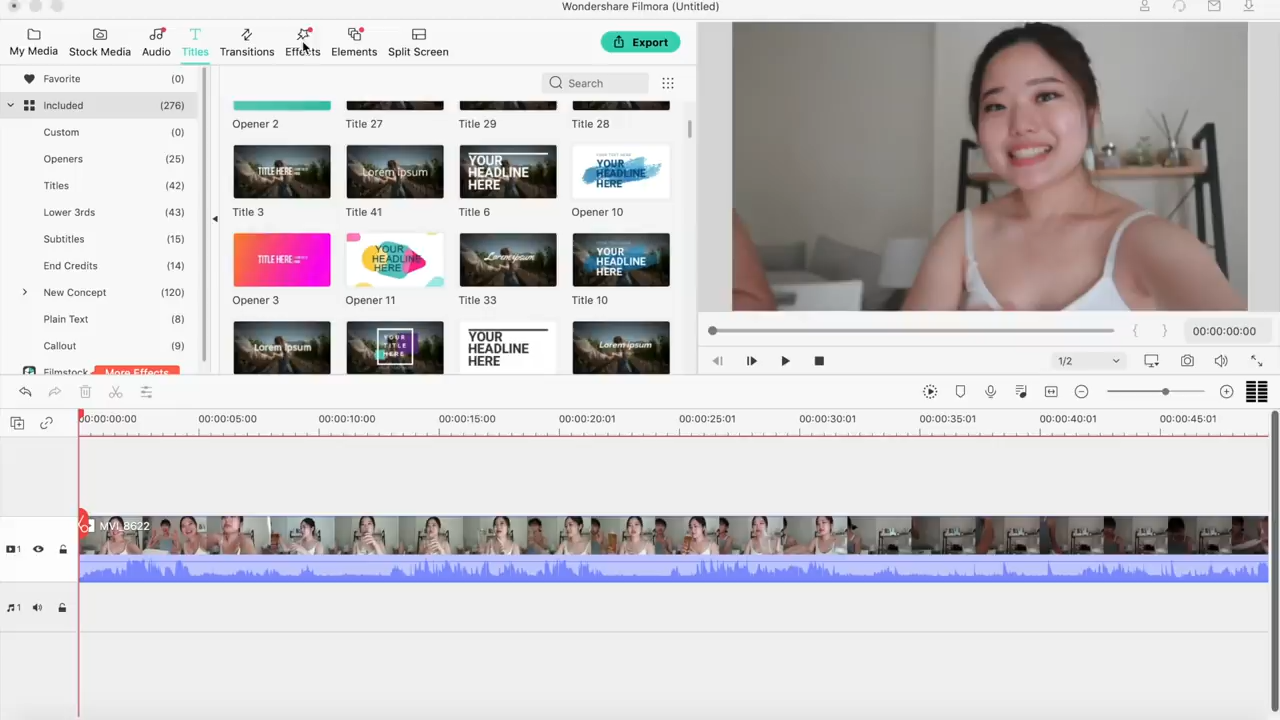 Wondershare Filmora (Untitled)
My Media
Stock Media
Audio
Titles
Transitions
Effects
Elements
Split Screen
Export
Favorite (0)
Included (276)
Custom (0)
Openers (25)
Titles (42)
Lower 3rds (43)
Subtitles (15)
End Credits (14)
New Concept (120)
Plain Text (8)
Callout (9)
Filmstock
More Effects
Search
Opener 2
Title 27
Title 29
Title 28
TITLE HERE
Lorem Ipsum
YOUR
HEADLINE
HERE
YOUR
HEADLINE
HERE
Title 3
Title 41
Title 6
Opener 10
TITLE HERE
YOUR
HEADLINE
HERE
Lorem Ipsum
YOUR
HEADLINE
HERE
Opener 3
Opener 11
Title 33
Title 10
Lorem Ipsum
YOUR
TITLE
HERE
YOUR
HEADLINE
HERE
Lorem Ipsum
00:00:00:00
1/2
00:00:00:00
00:00:05:00
00:00:10:00
00:00:15:00
00:00:20:01
00:00:25:01
00:00:30:01
00:00:35:01
00:00:40:01
00:00:45:01
MVI_8622
1
1